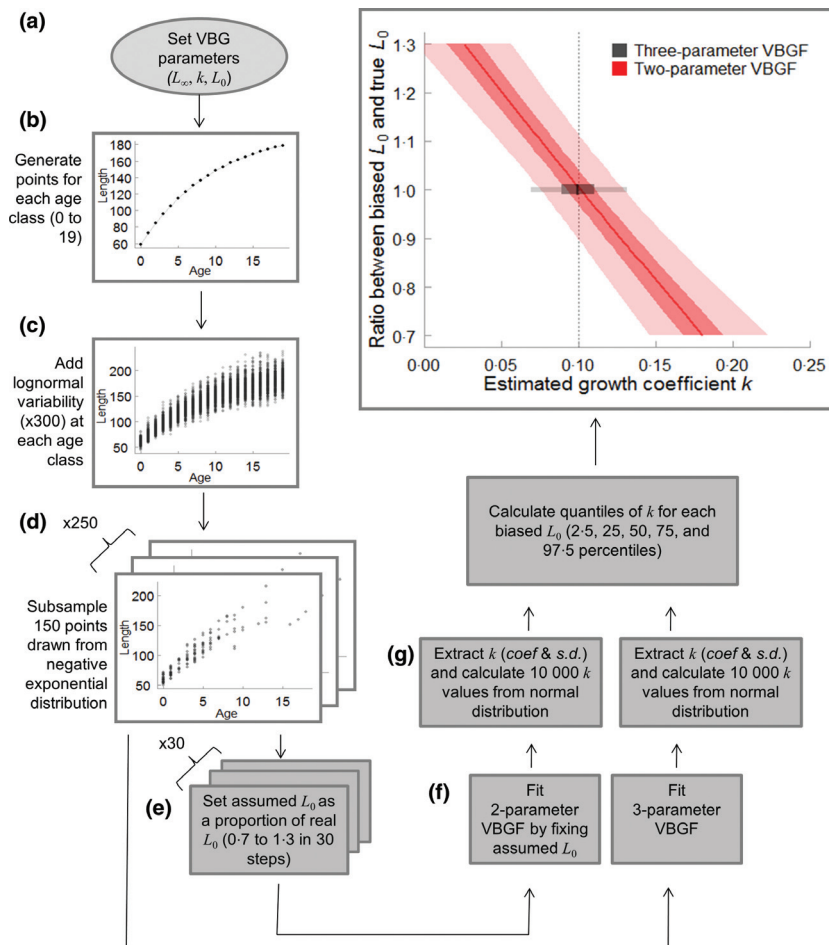 (a)
Set VBG
parameters
(L∞, k, L0)
(b)
Generate
points for
each age
class (0 to
19)
Length
180
160
140
120
100
80
60
0
5
10
15
Age
(c)
Add
lognormal
variability
(x300) at
each age
class
Length
200
150
100
50
0
5
10
15
Age
(d)
x250
Subsample
150 points
drawn from
negative
exponential
distribution
Length
200
150
100
50
0
5
10
15
Age
x30
(e)
Set assumed L0 as
a proportion of real
L0 (0·7 to 1·3 in 30
steps)
(f)
Fit
2-parameter
VBGF by fixing
assumed L0
Fit
3-parameter
VBGF
(g)
Extract k (coef & s.d.)
and calculate 10 000 k
values from normal
distribution
Extract k (coef & s.d.)
and calculate 10 000 k
values from normal
distribution
Calculate quantiles of k for each
biased L0 (2·5, 25, 50, 75, and
97·5 percentiles)
Ratio between biased L0 and true L0
1·3
1·2
1·1
1·0
0·9
0·8
0·7
Three-parameter VBGF
Two-parameter VBGF
0·00
0·05
0·10
0·15
0·20
0·25
Estimated growth coefficient k